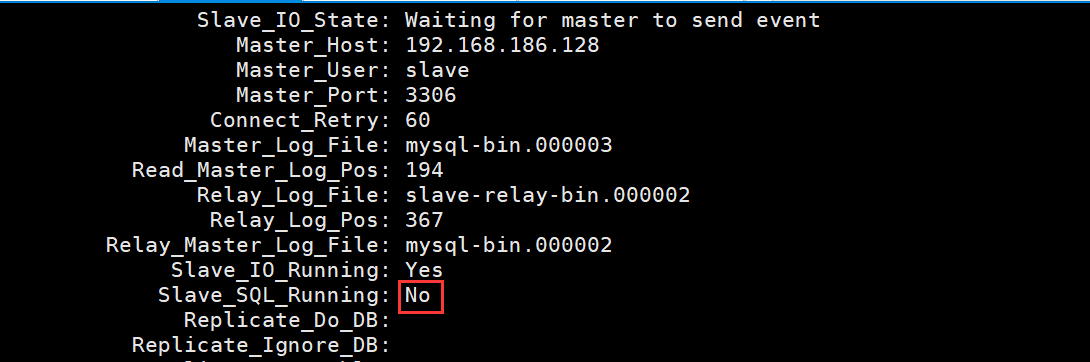 Slave_IO_State: Waiting for master to send event
Master_Host: 192.168.186.128
Master_User: slave
Master_Port: 3306
Connect_Retry: 60
Master_Log_File: mysql-bin.000003
Read_Master_Log_Pos: 194
Relay_Log_File: slave-relay-bin.000002
Relay_Log_Pos: 367
Relay_Master_Log_File: mysql-bin.000002
Slave_IO_Running: Yes
Slave_SQL_Running: No
Replicate_Do_DB:
Replicate_Ignore_DB: